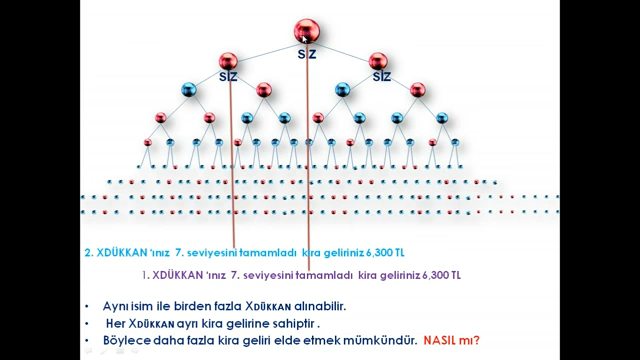 SİZ
SİZ
SİZ
2. XDÜKKAN 'ınız 7. seviyesini tamamladı kira geliriniz 6,300 TL
1. XDÜKKAN 'ınız 7. seviyesini tamamladı kira geliriniz 6,300 TL
• Aynı isim ile birden fazla XDÜKKAN alınabilir.
• Her XDÜKKAN ayrı kira gelirine sahiptir .
• Böylece daha fazla kira geliri elde etmek mümkündür. NASIL mı?